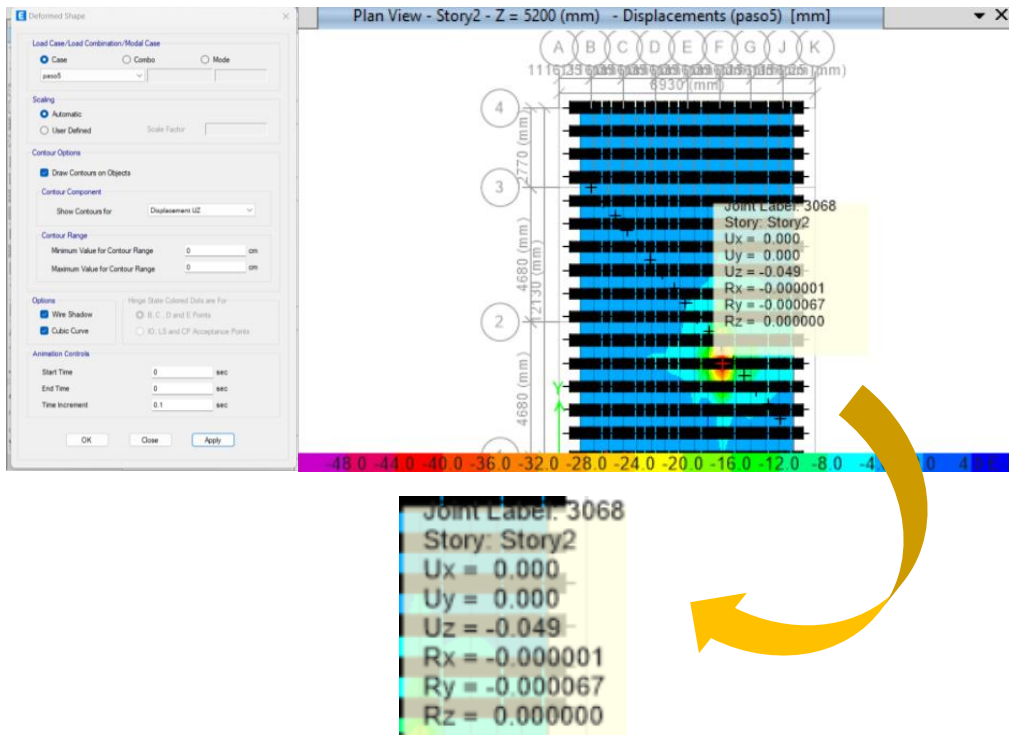 Deformed Shape
Load Case/Load Combination/Modal Case
Case
Combo
Mode
paso5
Scaling
Automatic
User Defined
Scale Factor
Contour Options
Draw Contours on Objects
Contour Component
Show Contours for
Displacement UZ
Contour Range
Minimum Value for Contour Range
0
cm
Maximum Value for Contour Range
0
cm
Options
Wire Shadow
Cubic Curve
Hinge State Colored Dots are For
B, C, D and E Points
IO, LS and CP Acceptance Points
Animation Controls
Start Time
0
sec
End Time
0
sec
Time Increment
0.1
sec
OK
Close
Apply
Plan View - Story2 - Z = 5200 (mm) - Displacements (paso5) [mm]
A B C D E F G J K
6930 (mm)
4
2770 (mm)
3
4680 (mm)
12130 (mm)
2
4680 (mm)
Y
Joint Label: 3068
Story: Story2
Ux = 0.000
Uy = 0.000
Uz = -0.049
Rx = -0.000001
Ry = -0.000067
Rz = 0.000000
-48.0 -44.0 -40.0 -36.0 -32.0 -28.0 -24.0 -20.0 -16.0 -12.0 -8.0
Joint Label: 3068
Story: Story2
Ux = 0.000
Uy = 0.000
Uz = -0.049
Rx = -0.000001
Ry = -0.000067
Rz = 0.000000